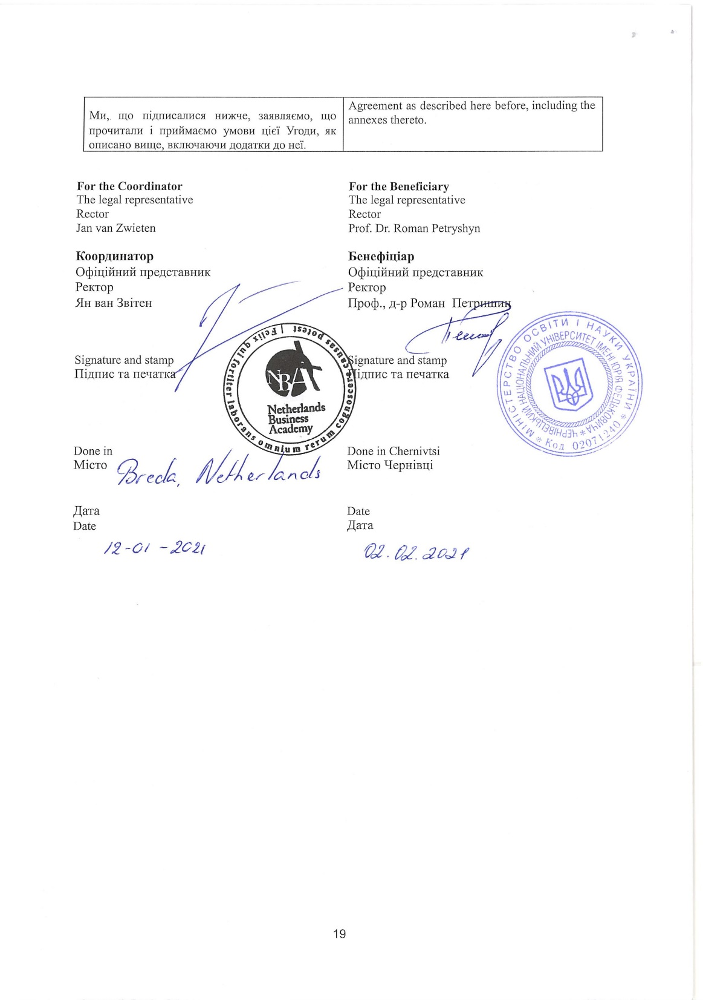 Ми, що підписалися нижче, заявляємо, що
прочитали і приймаємо умови цієї Угоди, як
описано вище, включаючи додатки до неї.
Agreement as described here before, including the
annexes thereto.
For the Coordinator
The legal representative
Rector
Jan van Zwieten
Координатор
Офіційний представник
Ректор
Ян ван Звітен
Signature and stamp
Підпис та печатка
Felix qui fortiter laborans omnium rerum cognoscere causas potest |
NBA
Netherlands
Business
Academy
Done in
Місто
Breda, Netherlands
Дата
Date
12-01-2021
For the Beneficiary
The legal representative
Rector
Prof. Dr. Roman Petryshyn
Бенефіціар
Офіційний представник
Ректор
Проф., д-р Роман Петришин
Signature and stamp
Підпис та печатка
МІНІСТЕРСТВО ОСВІТИ І НАУКИ УКРАЇНИ * Код 02071240 *
ЧЕРНІВЕЦЬКИЙ НАЦІОНАЛЬНИЙ УНІВЕРСИТЕТ ІМЕНІ ЮРІЯ ФЕДЬКОВИЧА *
Done in Chernivtsi
Місто Чернівці
Date
Дата
02.02.2021
19